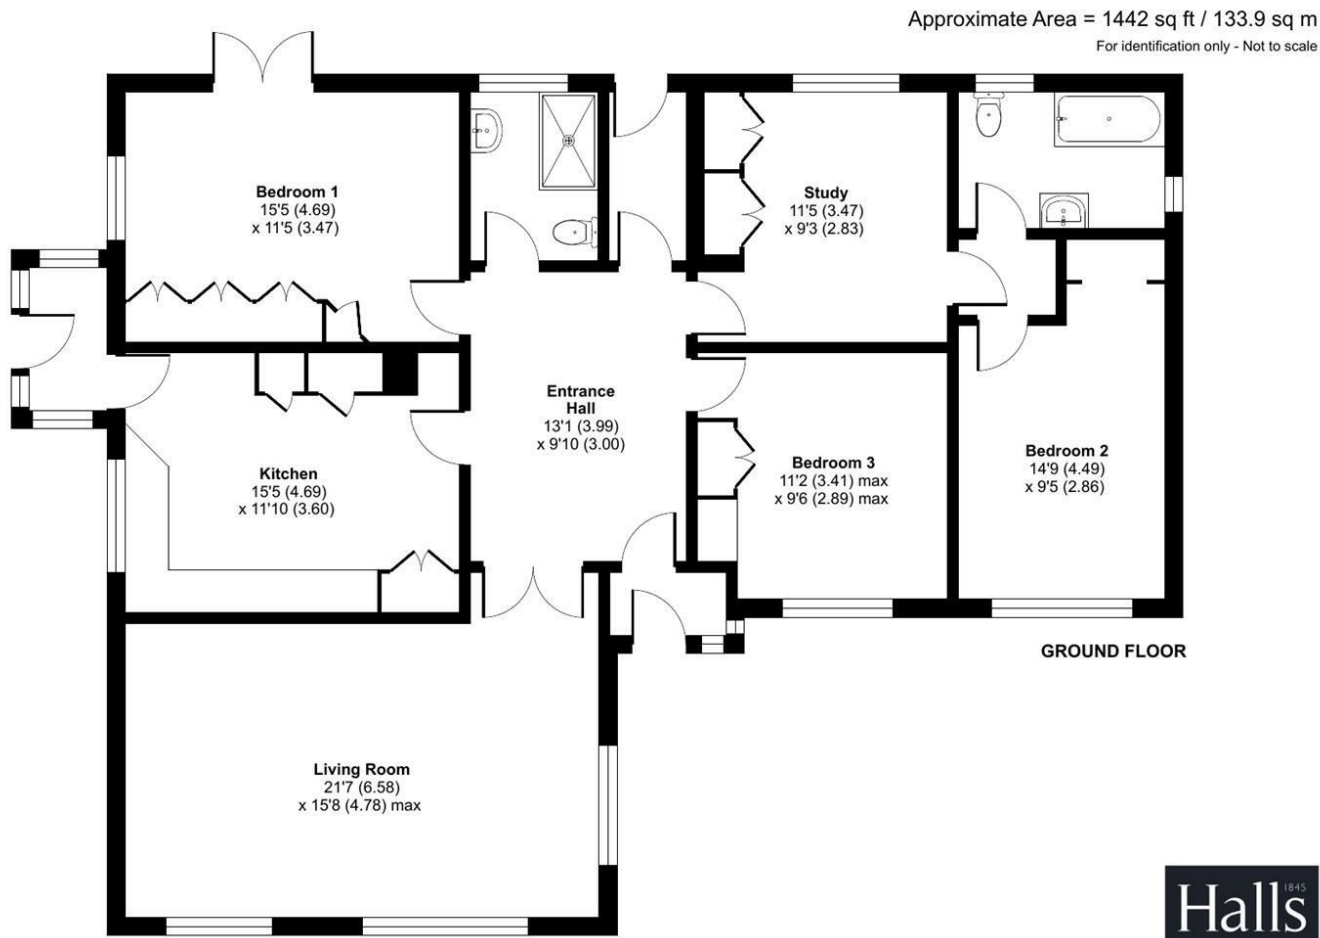 Approximate Area = 1442 sq ft / 133.9 sq m
For identification only - Not to scale
Bedroom 1
15'5 (4.69)
x 11'5 (3.47)
Study
11'5 (3.47)
x 9'3 (2.83)
Entrance
Hall
13'1 (3.99)
x 9'10 (3.00)
Kitchen
15'5 (4.69)
x 11'10 (3.60)
Bedroom 3
11'2 (3.41) max
x 9'6 (2.89) max
Bedroom 2
14'9 (4.49)
x 9'5 (2.86)
GROUND FLOOR
Living Room
21'7 (6.58)
x 15'8 (4.78) max
1845
Halls